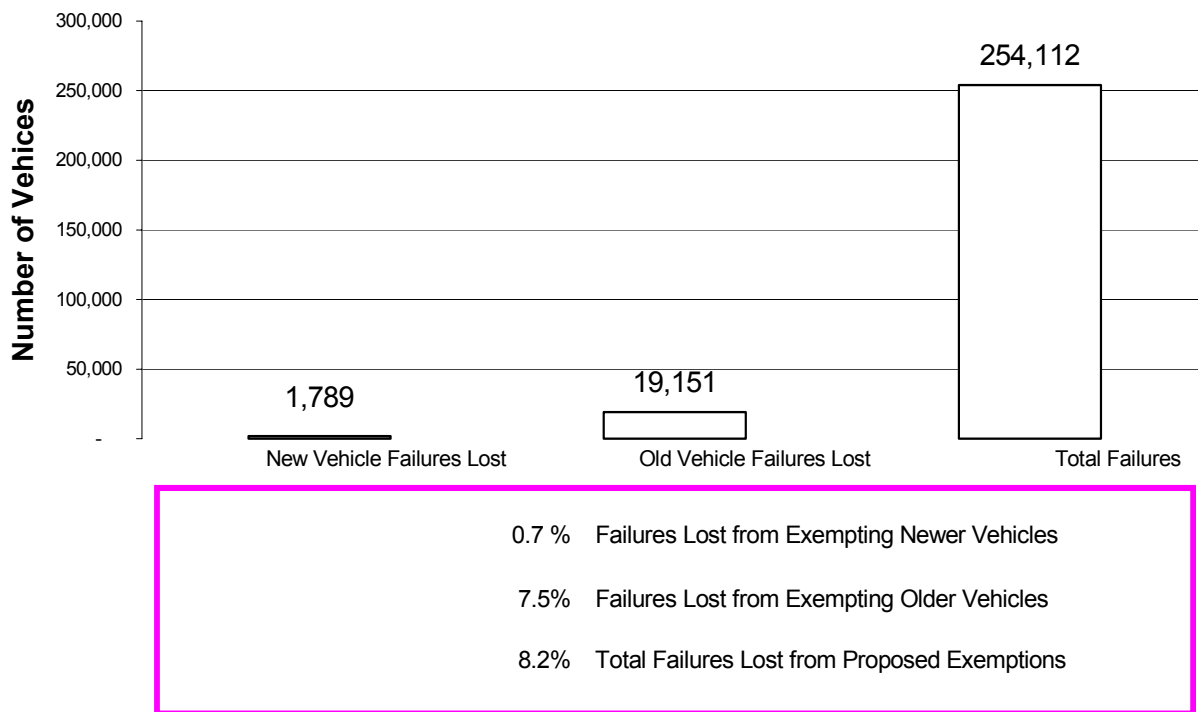 300,000
250,000
200,000
150,000
100,000
50,000
-
Number of Vehices
1,789
19,151
254,112
New Vehicle Failures Lost
Old Vehicle Failures Lost
Total Failures
0.7 % Failures Lost from Exempting Newer Vehicles
7.5% Failures Lost from Exempting Older Vehicles
8.2% Total Failures Lost from Proposed Exemptions